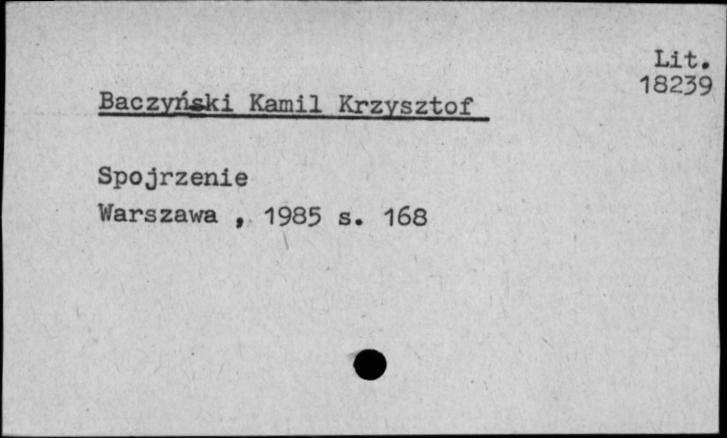 Lit.
18239
Baczyński Kamil Krzysztof
Spojrzenie
Warszawa , 1985 s. 168